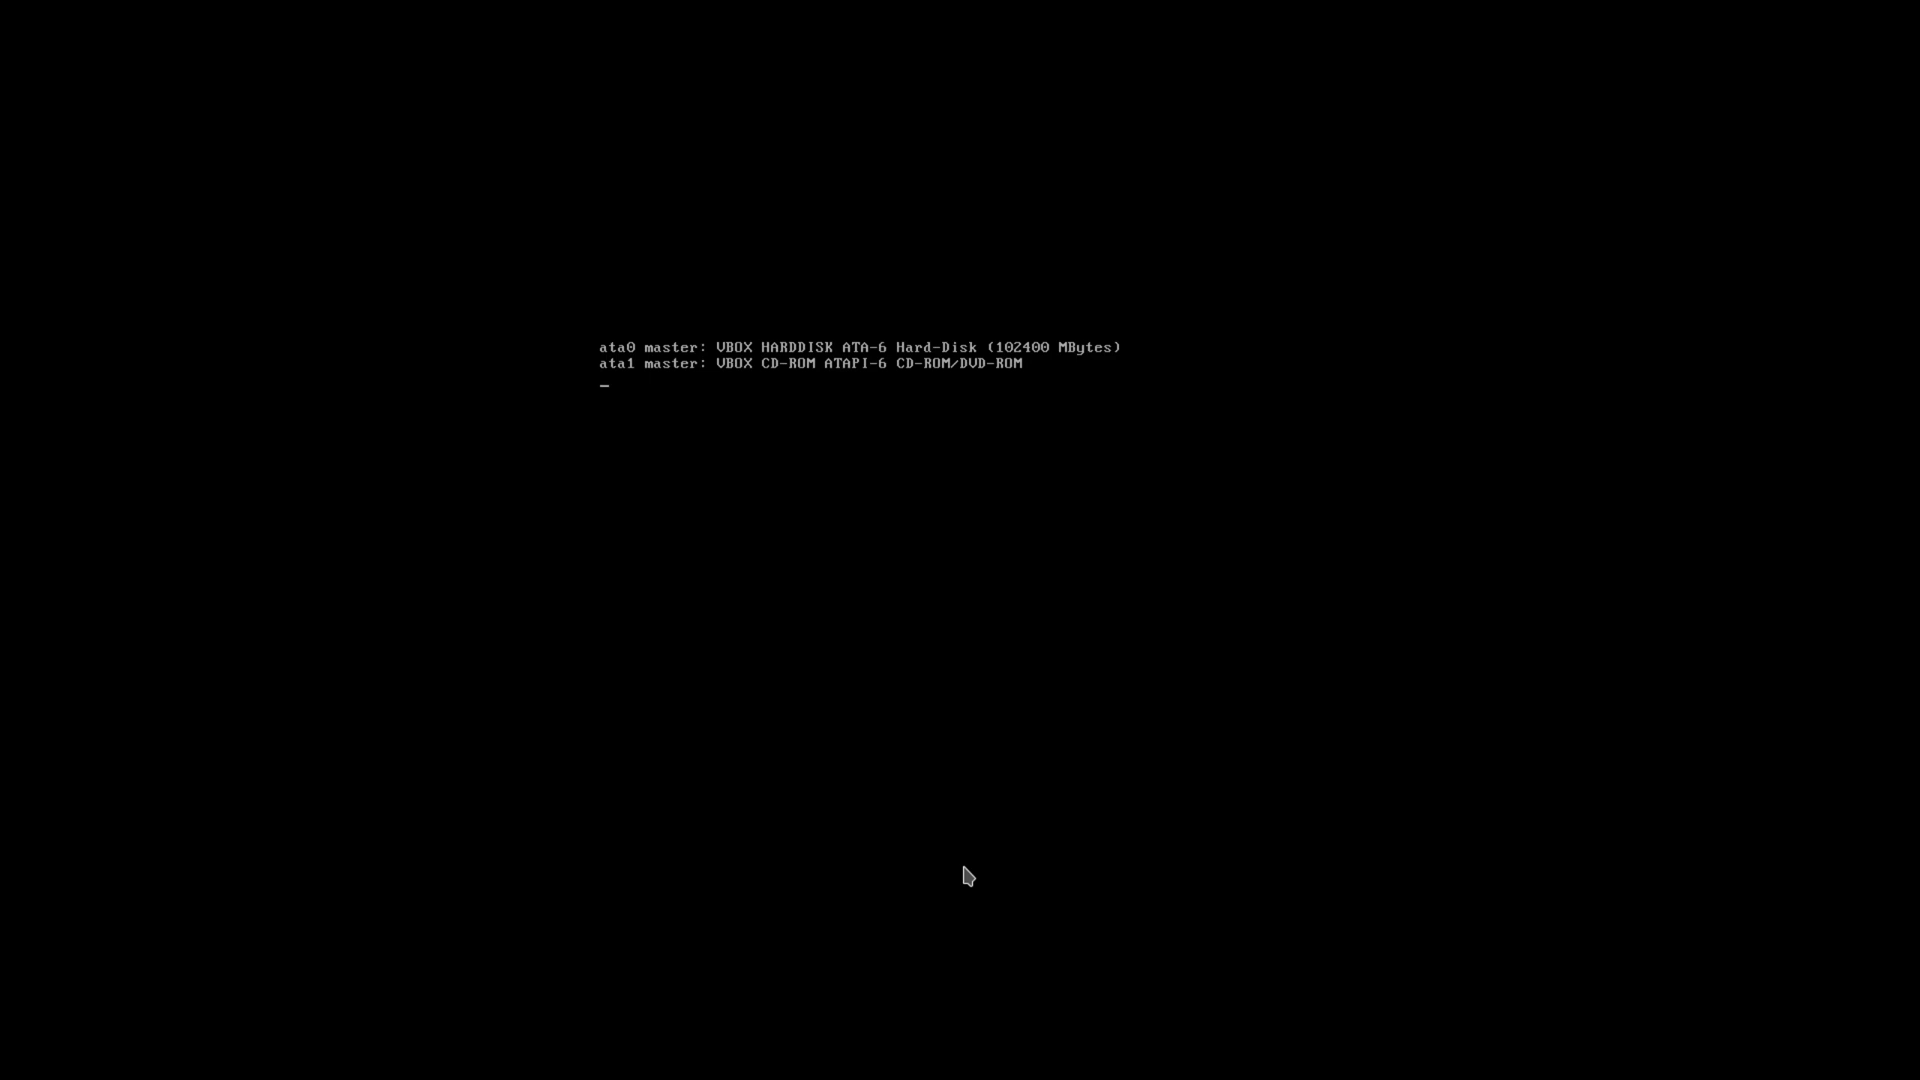 ata0 master: VBOX HARDDISK ATA-6 Hard-Disk (102400 MBytes)
ata1 master: VBOX CD-ROM ATAPI-6 CD-ROM/DVD-ROM
_